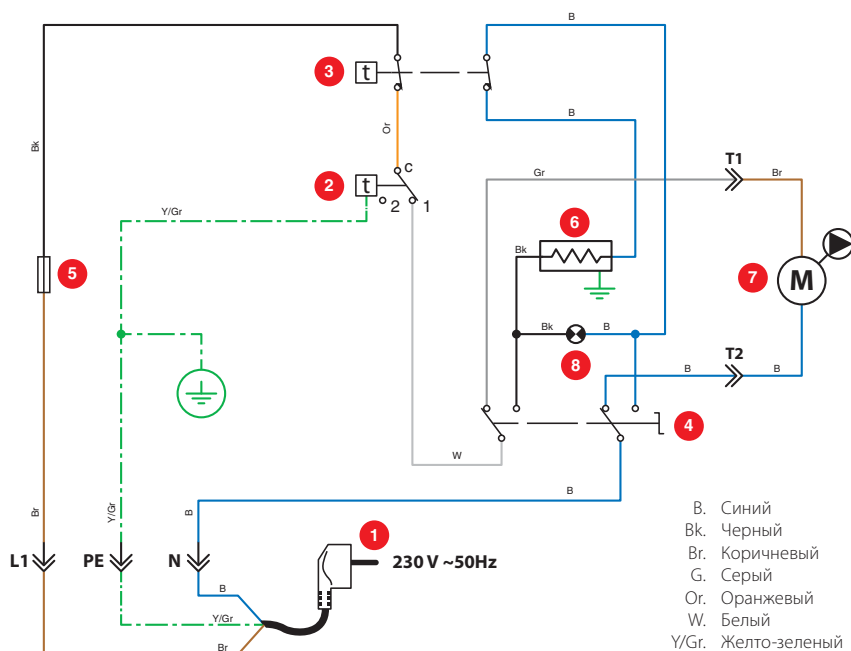 B
3
t
t
Bk
Or
B
c
T1
Gr
Br
2
t
2
1
Y/Gr
6
Bk
5
7
M
Bk
B
8
T2
B
B
4
W
B
Br
Y/Gr
B
L1
PE
N
1
230 V ~50Hz
B
Y/Gr
Br
B. Синий
Bk. Черный
Br. Коричневый
G. Серый
Or. Оранжевый
W. Белый
Y/Gr. Желто-зеленый